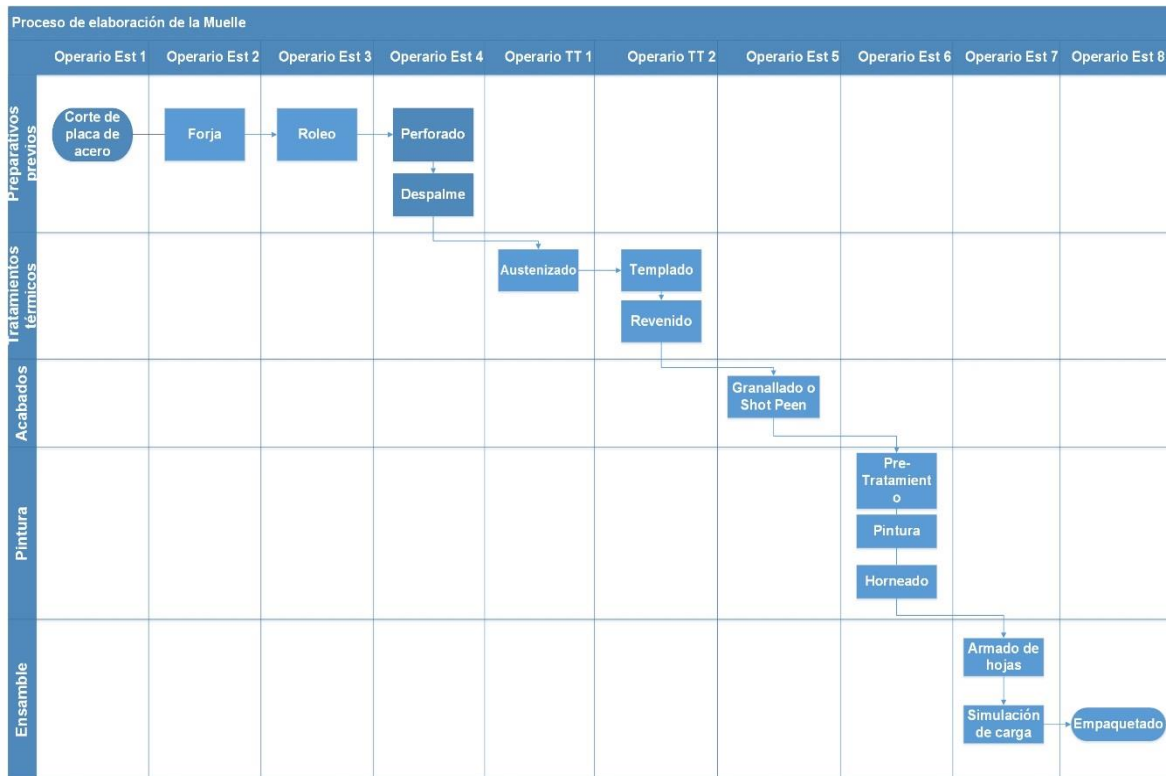 Proceso de elaboración de la Muelle
Operario Est 1 Operario Est 2 Operario Est 3 Operario Est 4 Operario TT 1 Operario TT 2 Operario Est 5 Operario Est 6 Operario Est 7 Operario Est 8
Preparativos
previos
Corte de
placa de
acero
Forja
Roleo
Perforado
Despalme
Tratamientos
térmicos
Austenizado
Templado
Revenido
Acabados
Granallado o
Shot Peen
Pintura
Pre-
Tratamient
o
Pintura
Horneado
Ensamble
Armado de
hojas
Simulación
de carga
Empaquetado